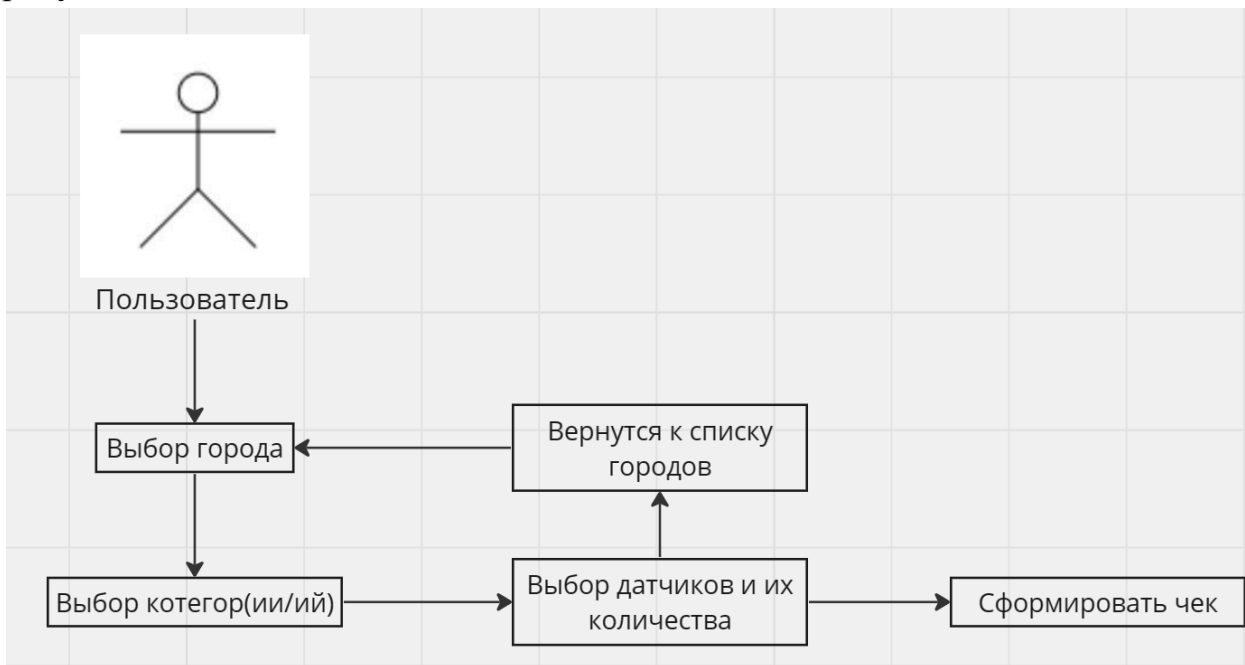 Пользователь
Выбор города
Вернутся к списку
городов
Выбор котегор(ии/ий)
Выбор датчиков и их
количества
Сформировать чек